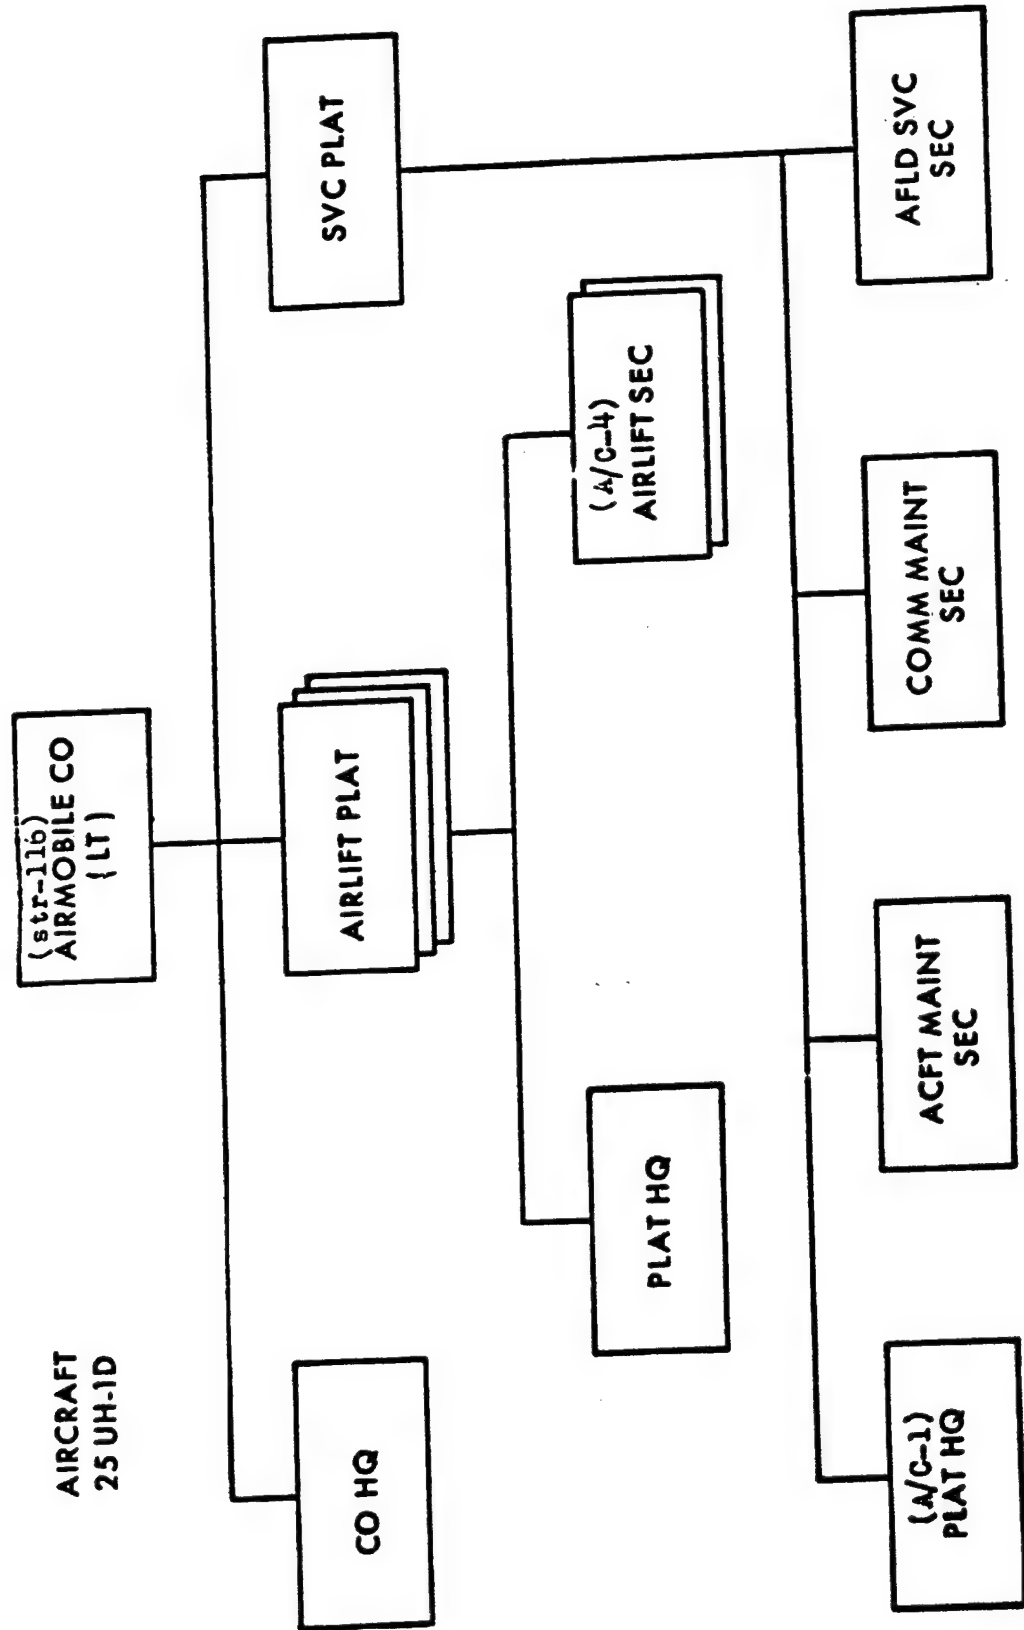 AIRCRAFT
25 UH-1D
(str-116)
AIRMOBILE CO
(LT)
CO HQ
AIRLIFT PLAT
SVC PLAT
PLAT HQ
(A/C-4)
AIRLIFT SEC
(A/C-1)
PLAT HQ
ACFT MAINT
SEC
COMM MAINT
SEC
AFLD SVC
SEC